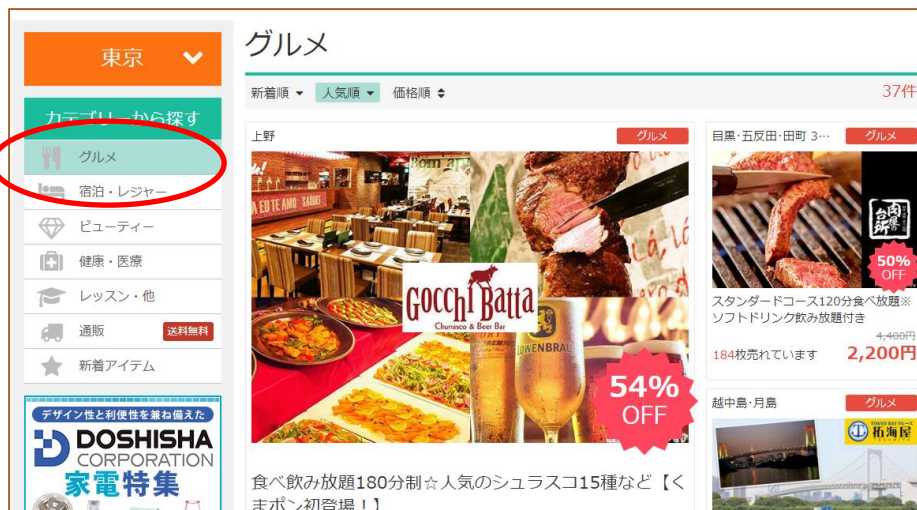 東京
カテゴリーから探す
グルメ
宿泊・レジャー
ビューティー
健康・医療
レッスン・他
通販
送料無料
新着アイテム
デザイン性と利便性を兼ね備えた
DOSHISHA
CORPORATION
家電特集
グルメ
新着順
人気順
価格順
37件
上野
グルメ
GOCCHI BATTA
Churrasco & Beer Bar
LÖWENBRÄU
54%
OFF
食べ飲み放題180分制☆人気のシュラスコ15種など【く
まポン初登場！】
目黒・五反田・田町 3…
グルメ
肉屋の台所
50%
OFF
スタンダードコース120分食べ放題※
ソフトドリンク飲み放題付き
4,400円
184枚売れています
2,200円
越中島・月島
グルメ
拓海屋